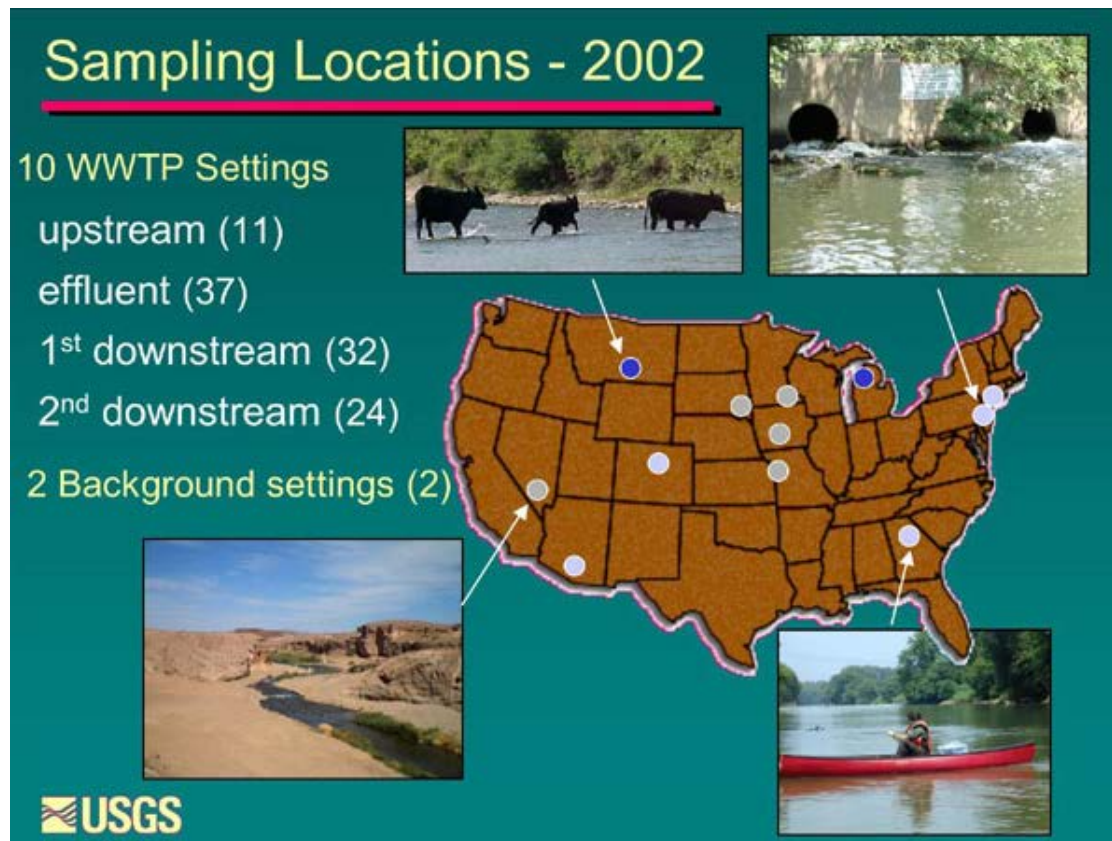 Sampling Locations - 2002
10 WWTP Settings
upstream (11)
effluent (37)
1st downstream (32)
2nd downstream (24)
2 Background settings (2)
USGS